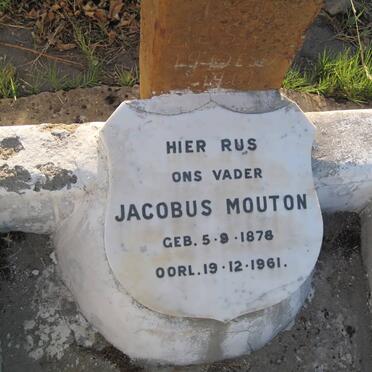 HIER RUS
ONS VADER
JACOBUS MOUTON
GEB. 5·9·1878
OORL. 19·12·1961.